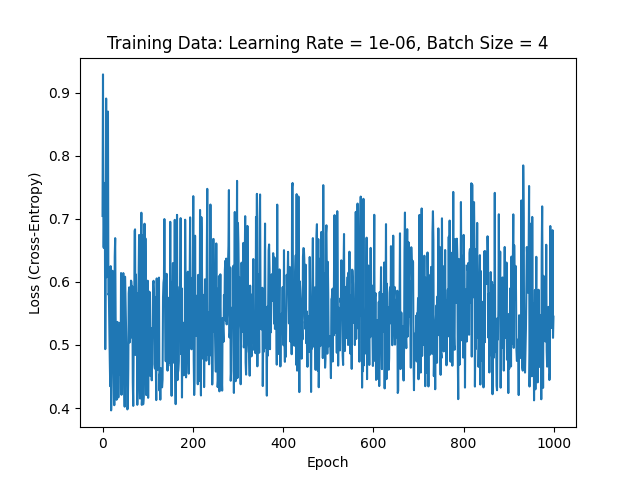 Training Data: Learning Rate = 1e-06, Batch Size = 4
Loss (Cross-Entropy)
0.9
0.8
0.7
0.6
0.5
0.4
0 200 400 600 800 1000
Epoch